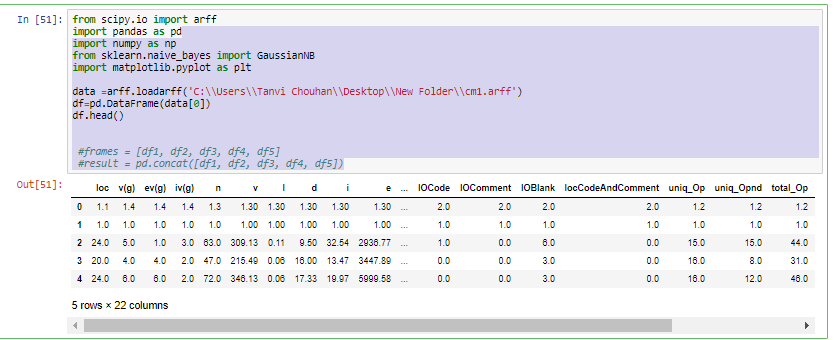 In [51]: from scipy.io import arff
import pandas as pd
import numpy as np
from sklearn.naive_bayes import GaussianNB
import matplotlib.pyplot as plt
data =arff.loadarff('C:\\Users\\Tanvi Chouhan\\Desktop\\New Folder\\cm1.arff')
df=pd.DataFrame(data[0])
df.head()
#frames = [df1, df2, df3, df4, df5]
#result = pd.concat([df1, df2, df3, df4, df5])
Out[51]:
loc v(g) ev(g) iv(g) n v l d i e ... lOCode lOComment lOBlank locCodeAndComment uniq_Op uniq_Opnd total_Op
0 1.1 1.4 1.4 1.4 1.3 1.30 1.30 1.30 1.30 1.30 ... 2.0 2.0 2.0 2.0 1.2 1.2 1.2
1 1.0 1.0 1.0 1.0 1.0 1.00 1.00 1.00 1.00 1.00 ... 1.0 1.0 1.0 1.0 1.0 1.0 1.0
2 24.0 5.0 1.0 3.0 63.0 309.13 0.11 9.50 32.54 2936.77 ... 1.0 0.0 6.0 0.0 15.0 15.0 44.0
3 20.0 4.0 4.0 2.0 47.0 215.49 0.06 16.00 13.47 3447.89 ... 0.0 0.0 3.0 0.0 16.0 8.0 31.0
4 24.0 6.0 6.0 2.0 72.0 346.13 0.06 17.33 19.97 5999.58 ... 0.0 0.0 3.0 0.0 16.0 12.0 46.0
5 rows × 22 columns